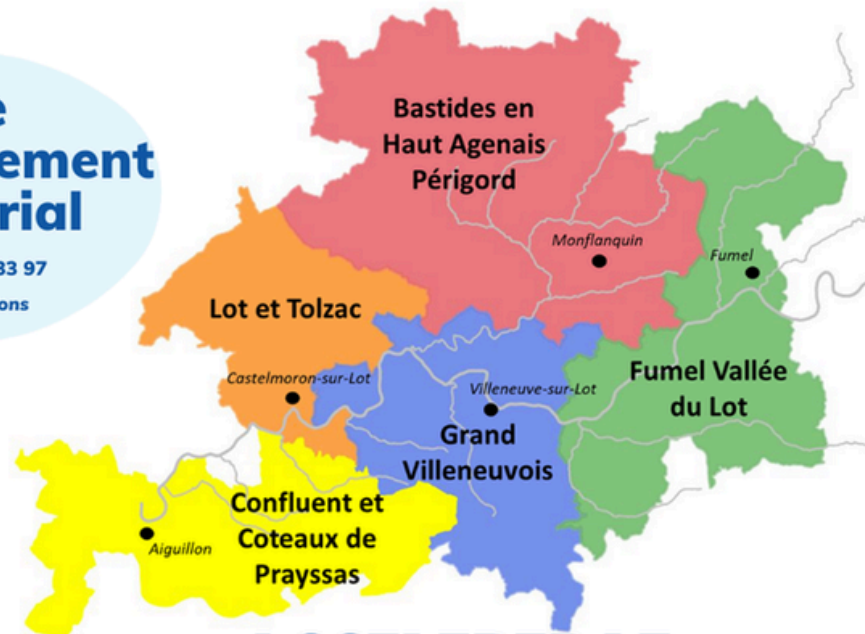 e
ement
rial
33 97
ons
Bastides en
Haut Agenais
Périgord
Monflanquin
Fumel
Lot et Tolzac
Castelmoron-sur-Lot
Villeneuve-sur-Lot
Fumel Vallée
du Lot
Grand
Villeneuvois
Confluent et
Coteaux de
Prayssas
Aiguillon